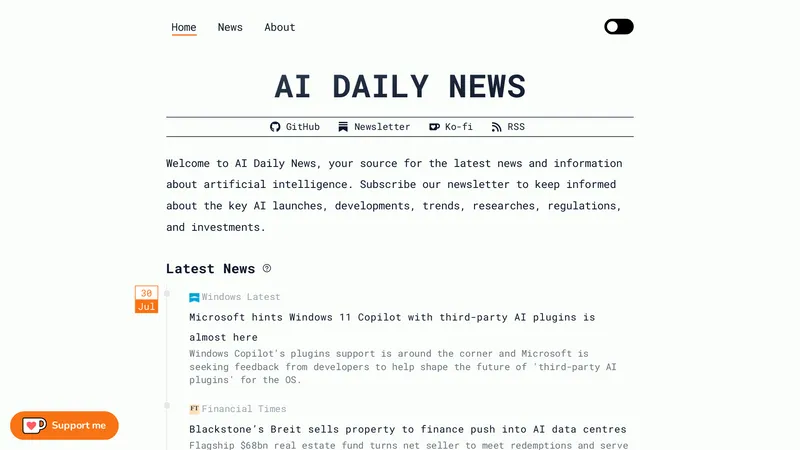 Home News About
AI DAILY NEWS
GitHub Newsletter Ko-fi RSS
Welcome to AI Daily News, your source for the latest news and information
about artificial intelligence. Subscribe our newsletter to keep informed
about the key AI launches, developments, trends, researches, regulations,
and investments.
Latest News
30
Jul
Windows Latest
Microsoft hints Windows 11 Copilot with third-party AI plugins is
almost here
Windows Copilot's plugins support is around the corner and Microsoft is
seeking feedback from developers to help shape the future of 'third-party AI
plugins' for the OS.
FT Financial Times
Blackstone’s Breit sells property to finance push into AI data centres
Flagship $68bn real estate fund turns net seller to meet redemptions and serve
Support me